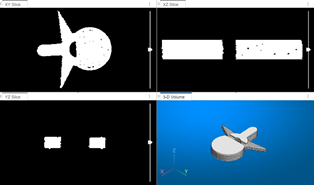 XY Slice
XZ Slice
YZ Slice
3-D Volume
Z
X
Y